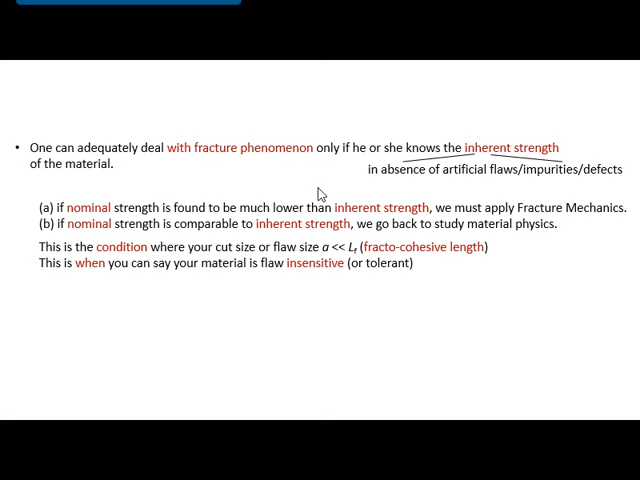 • One can adequately deal with fracture phenomenon only if he or she knows the inherent strength
of the material.
in absence of artificial flaws/impurities/defects
(a) if nominal strength is found to be much lower than inherent strength, we must apply Fracture Mechanics.
(b) if nominal strength is comparable to inherent strength, we go back to study material physics.
This is the condition where your cut size or flaw size a << Lf (fracto-cohesive length)
This is when you can say your material is flaw insensitive (or tolerant)